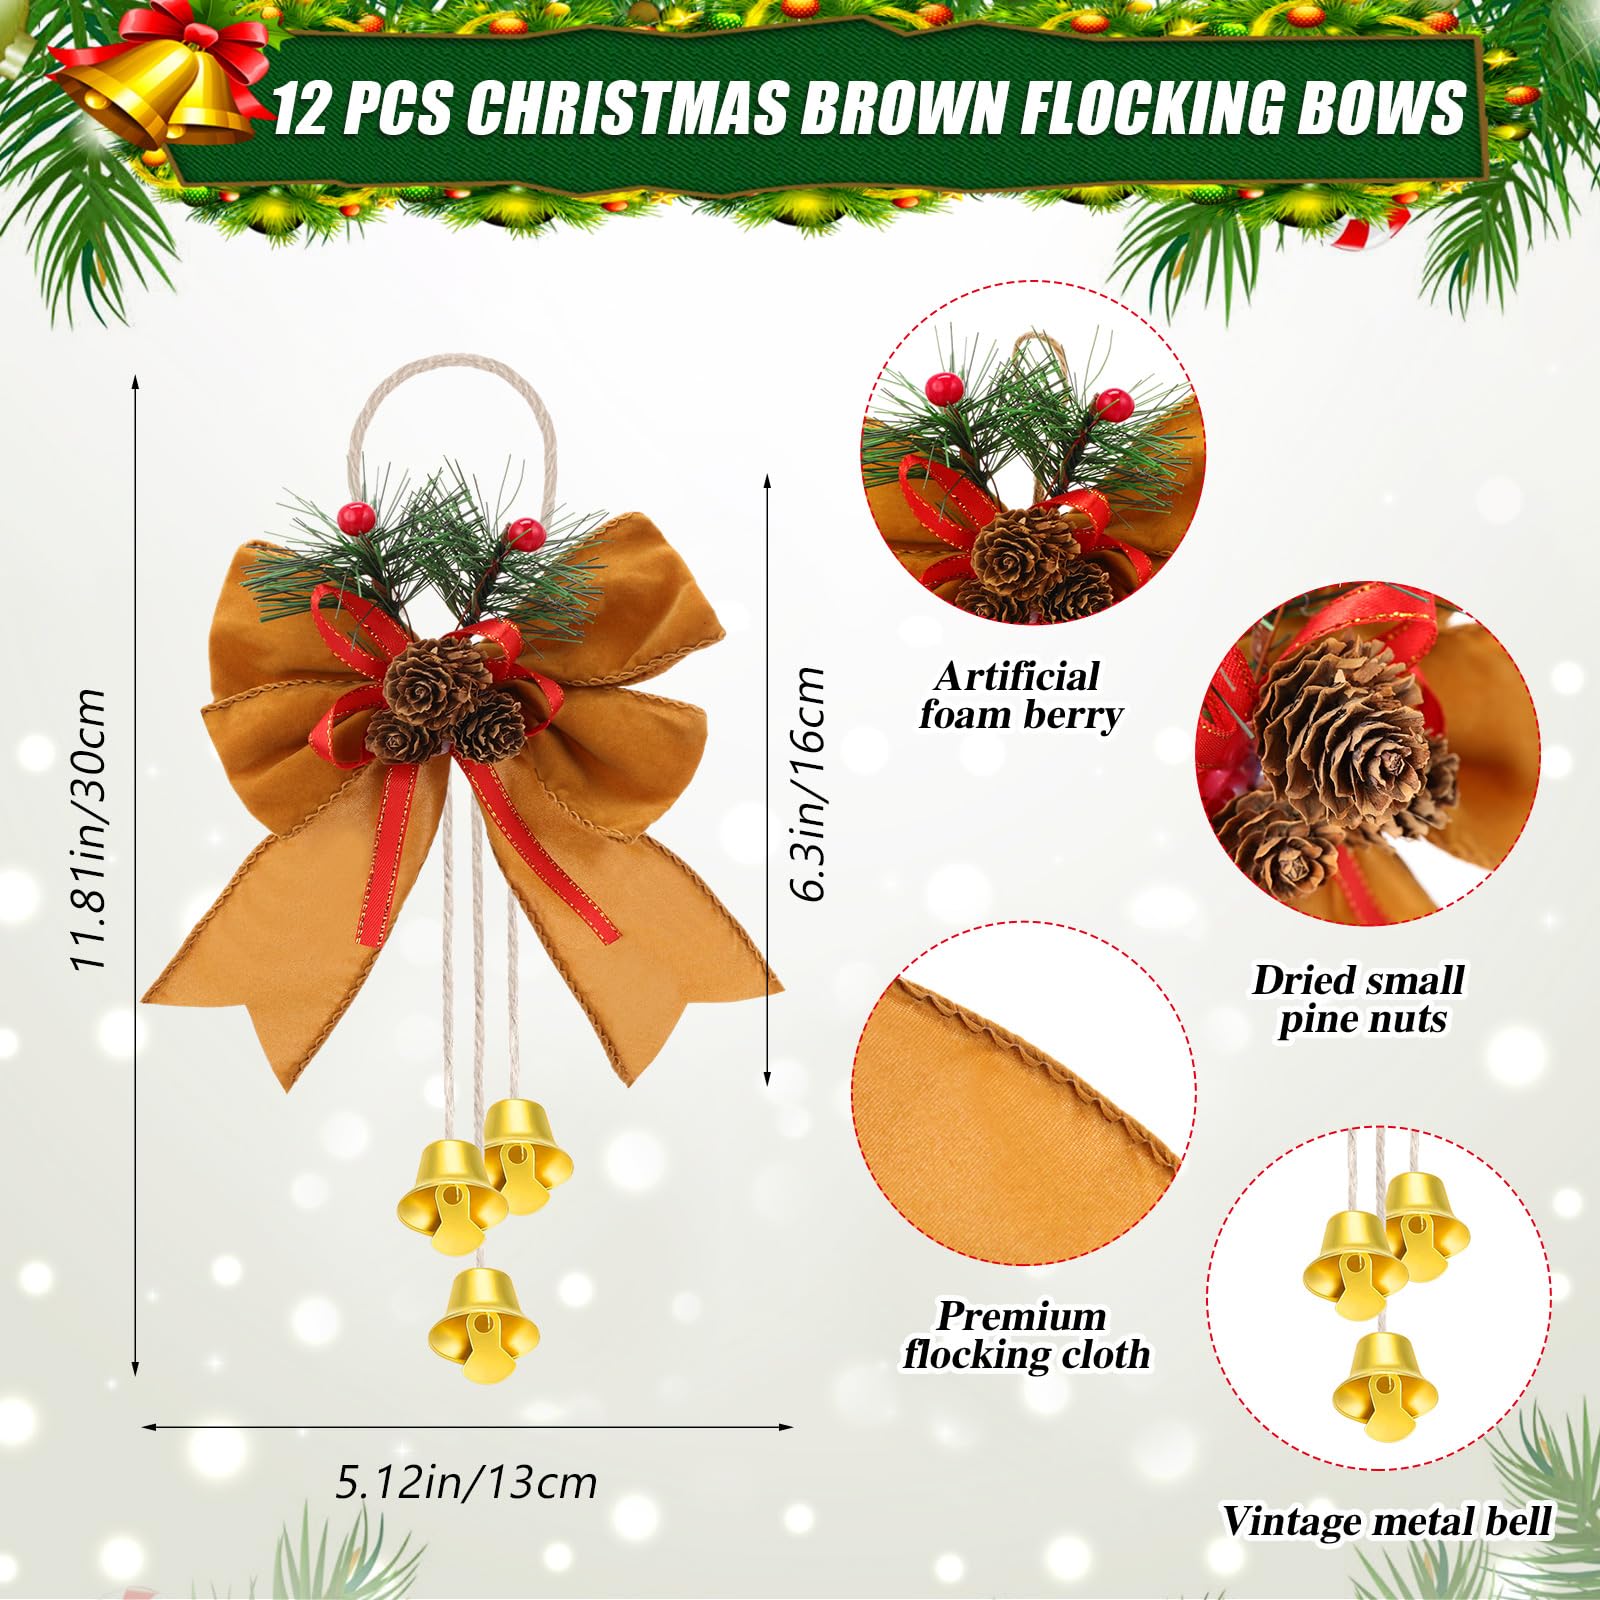 12 PCS CHRISTMAS BROWN FLOCKING BOWS
11.81in/30cm
6.3in/16cm
5.12in/13cm
Artificial
foam berry
Dried small
pine nuts
Premium
flocking cloth
Vintage metal bell